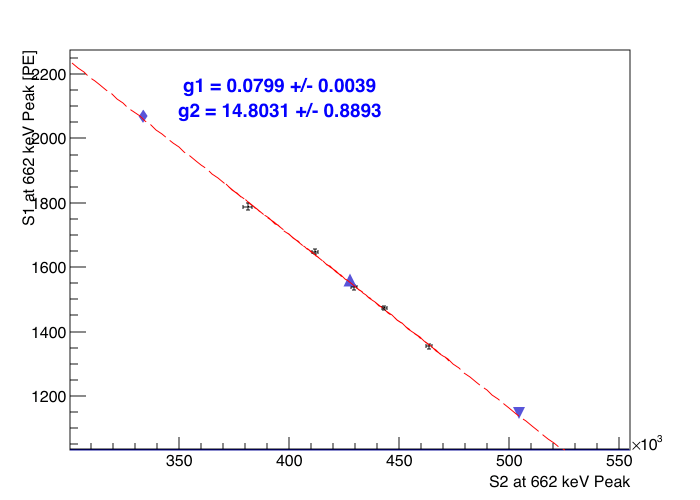 g1 = 0.0799 +/- 0.0039
g2 = 14.8031 +/- 0.8893
S1 at 662 keV Peak [PE]
2200
2000
1800
1600
1400
1200
350 400 450 500 550
×10³
S2 at 662 keV Peak